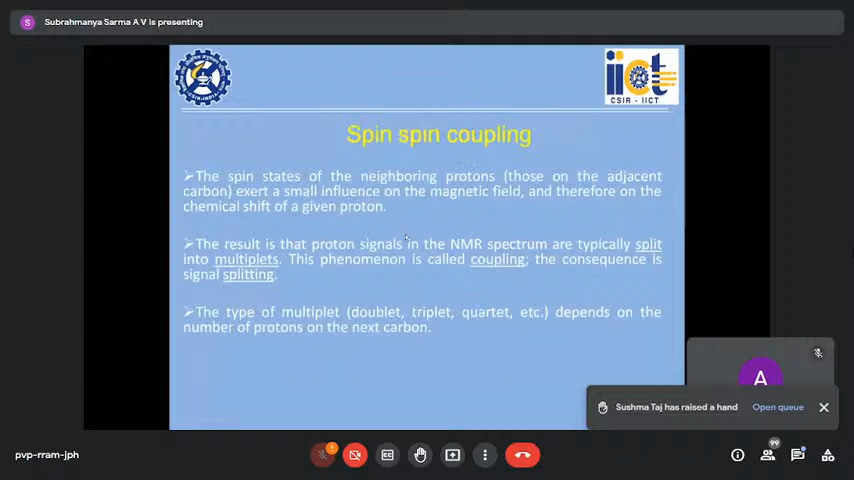 S Subrahmanya Sarma A V is presenting
iict
CSIR - IICT
Spin spin coupling
➢The spin states of the neighboring protons (those on the adjacent
carbon) exert a small influence on the magnetic field, and therefore on the
chemical shift of a given proton.
➢The result is that proton signals in the NMR spectrum are typically split
into multiplets. This phenomenon is called coupling; the consequence is
signal splitting.
➢The type of multiplet (doublet, triplet, quartet, etc.) depends on the
number of protons on the next carbon.
A
Sushma Taj has raised a hand Open queue
pvp-rram-jph
99